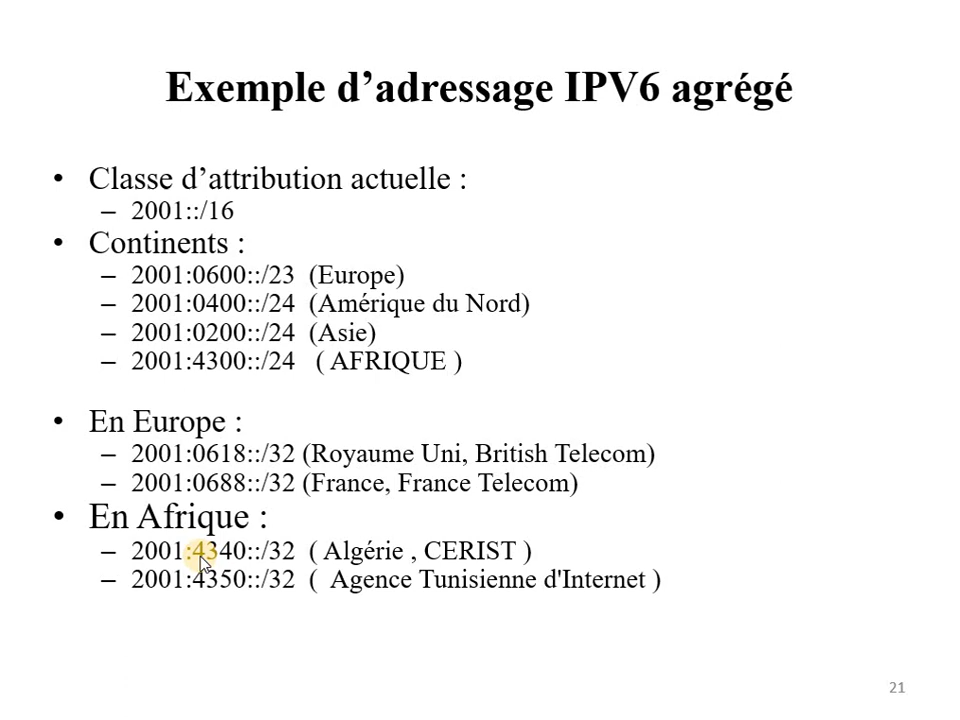 Exemple d’adressage IPV6 agrégé
• Classe d’attribution actuelle :
– 2001::/16
• Continents :
– 2001:0600::/23 (Europe)
– 2001:0400::/24 (Amérique du Nord)
– 2001:0200::/24 (Asie)
– 2001:4300::/24 ( AFRIQUE )
• En Europe :
– 2001:0618::/32 (Royaume Uni, British Telecom)
– 2001:0688::/32 (France, France Telecom)
• En Afrique :
– 2001:4340::/32 ( Algérie , CERIST )
– 2001:4350::/32 ( Agence Tunisienne d'Internet )
21